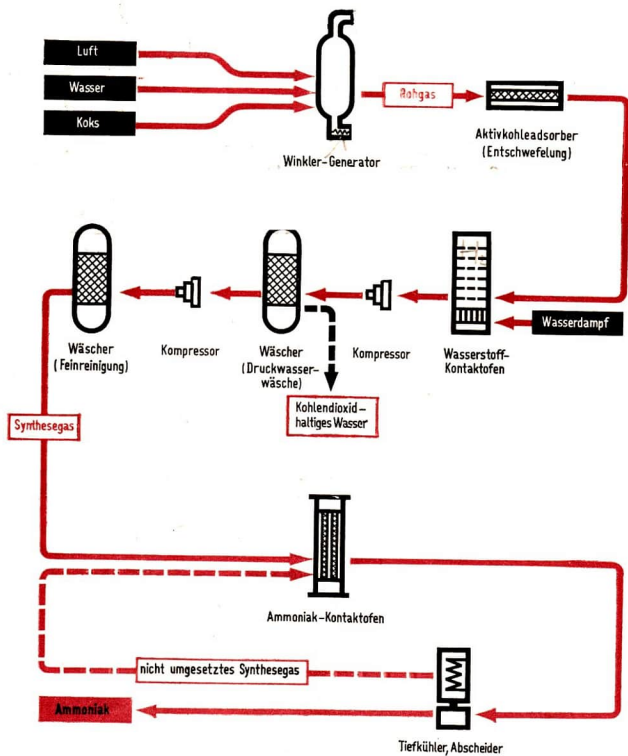 Luft
Wasser
Koks
Winkler-Generator
Rohgas
Aktivkohleadsorber
(Entschwefelung)
Wäscher
(Feinreinigung)
Kompressor
Wäscher
(Druckwasser-
wäsche)
Kompressor
Wasserstoff-
Kontaktofen
Wasserdampf
Kohlendioxid-
haltiges Wasser
Synthesegas
Ammoniak-Kontaktofen
nicht umgesetztes Synthesegas
Ammoniak
Tiefkühler, Abscheider